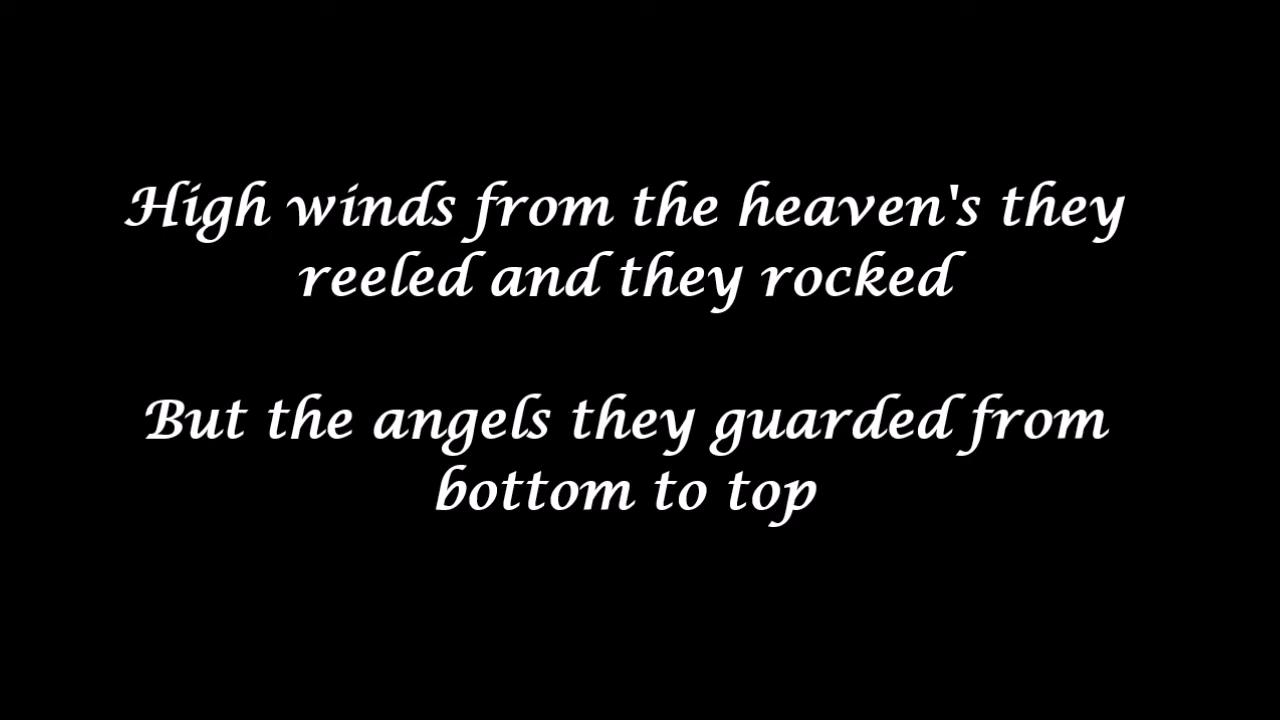 High winds from the heaven's they
reeled and they rocked
But the angels they guarded from
bottom to top